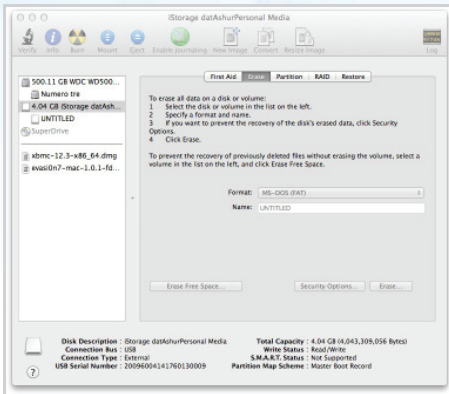 iStorage datAshurPersonal Media
Verify Info Burn Mount Eject Enable Journaling New Image Convert Resize Image Log
500.11 GB WDC WD500...
Numero tre
4.04 GB iStorage datAsh...
UNTITLED
SuperDrive
xbmc-12.3-x86_64.dmg
evasi0n7-mac-1.0.1-fd...
First Aid Erase Partition RAID Restore
To erase all data on a disk or volume:
1 Select the disk or volume in the list on the left.
2 Specify a format and name.
3 If you want to prevent the recovery of the disk's erased data, click Security
Options.
4 Click Erase.
To prevent the recovery of previously deleted files without erasing the volume, select a
volume in the list on the left, and click Erase Free Space.
Format: MS-DOS (FAT)
Name: UNTITLED
Erase Free Space... Security Options... Erase...
Disk Description : iStorage datAshurPersonal Media Total Capacity : 4.04 GB (4,043,309,056 Bytes)
Connection Bus : USB Write Status : Read/Write
Connection Type : External S.M.A.R.T. Status : Not Supported
USB Serial Number : 20096004141760130009 Partition Map Scheme : Master Boot Record
?